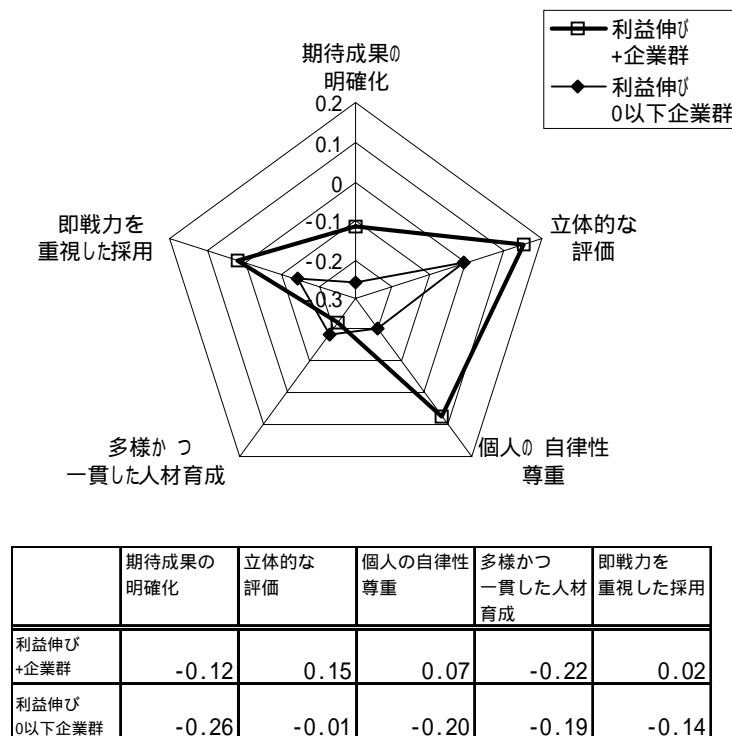 利益伸び
+企業群
利益伸び
0以下企業群
期待成果の
明確化
0.2
0.1
0
-0.1
-0.2
-0.3
立体的な
評価
個人の 自律性
尊重
多様かつ
一貫した人材育成
即戦力を
重視した採用
期待成果の
明確化
立体的な
評価
個人の自律性
尊重
多様かつ
一貫した人材
育成
即戦力を
重視した採用
利益伸び
+企業群
-0.12 0.15 0.07 -0.22 0.02
利益伸び
0以下企業群
-0.26 -0.01 -0.20 -0.19 -0.14